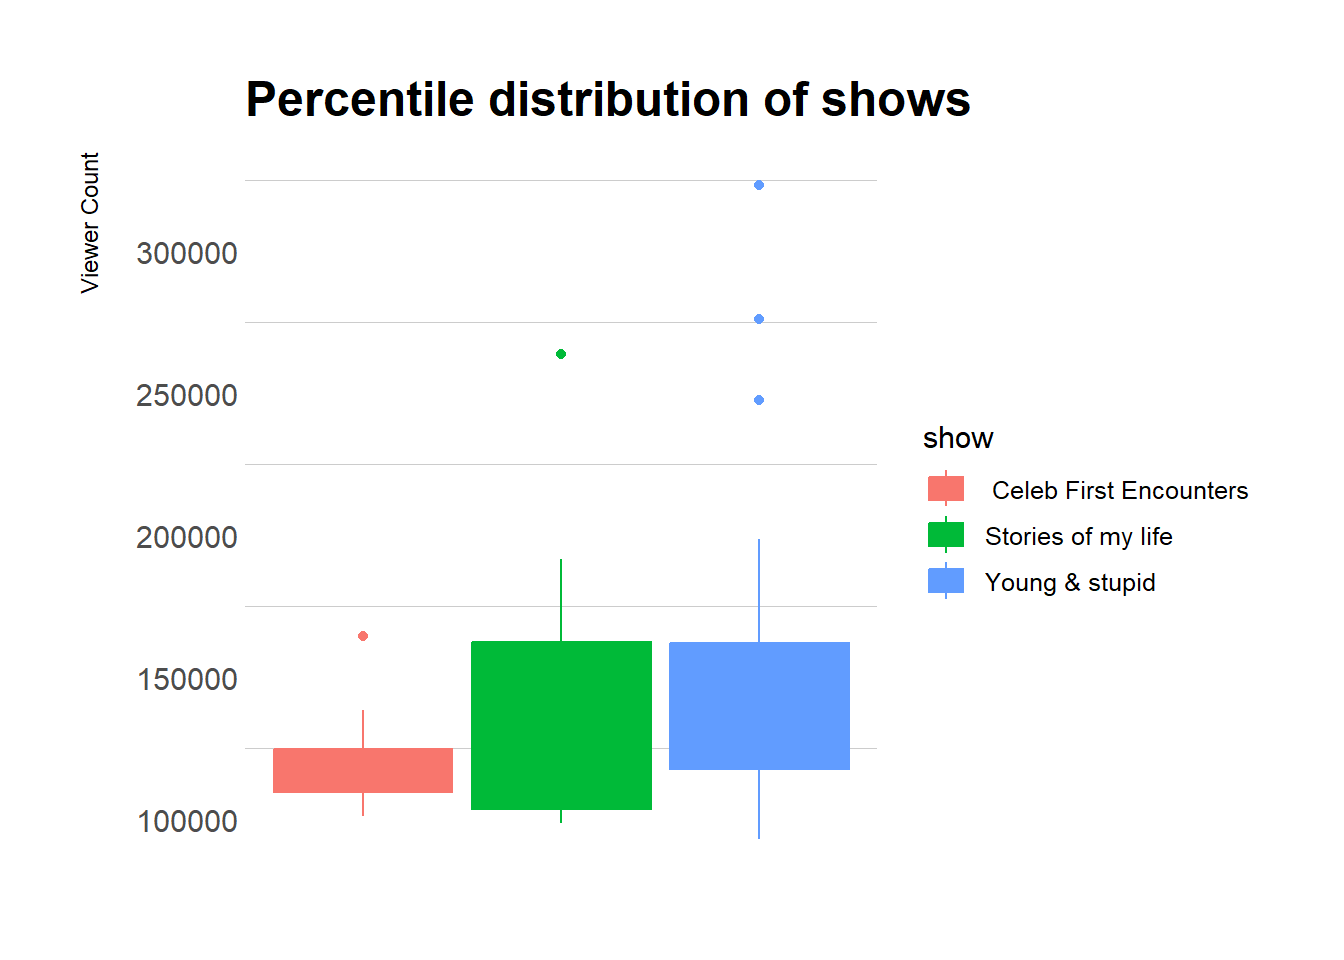 Percentile distribution of shows
Viewer Count
300000
250000
200000
150000
100000
show
Celeb First Encounters
Stories of my life
Young & stupid